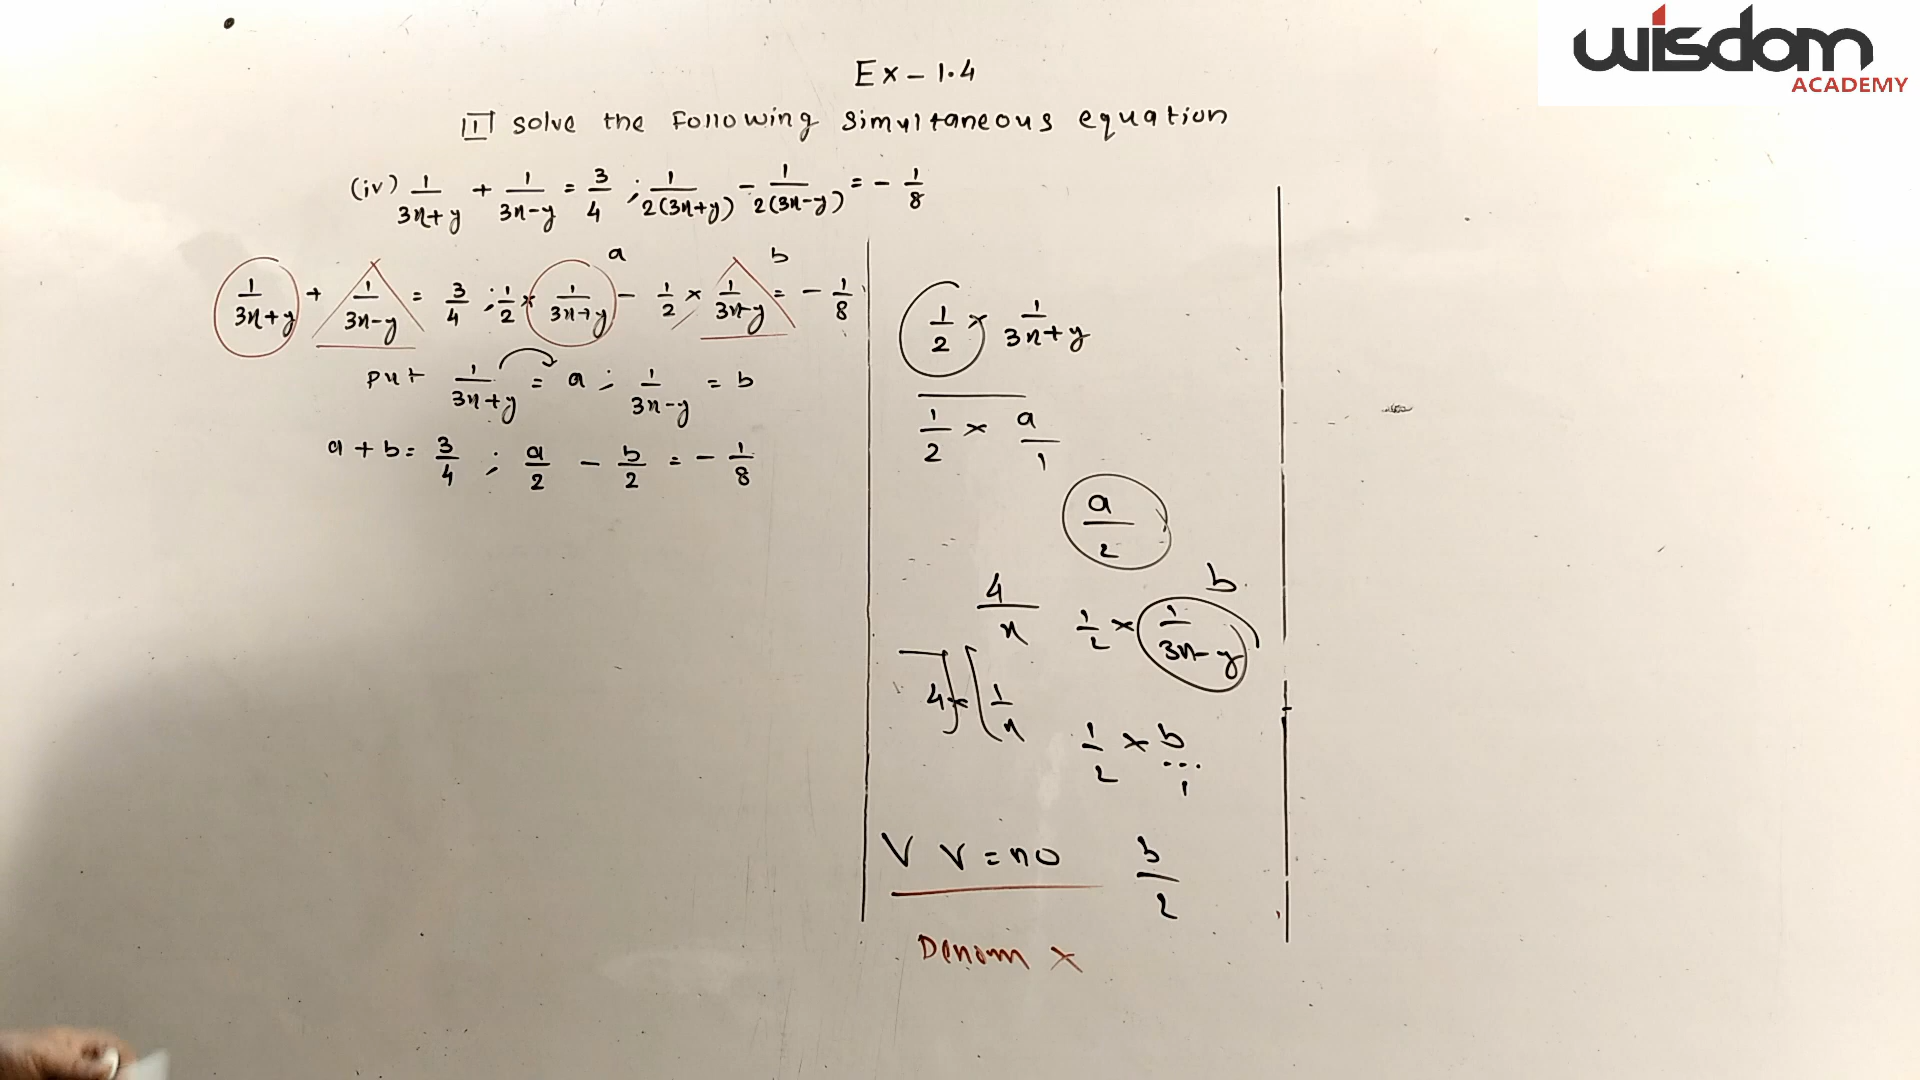 wisdom
ACADEMY
Ex - 1.4
III solve the Following simultaneous equation
(iv) 1/3x+y + 1/3x-y = 3/4 ; 1/2(3x+y) - 1/2(3x-y) = - 1/8
a b
1/3x+y + 1/3x-y = 3/4 ; 1/2 × 1/3x+y - 1/2 × 1/3x-y = - 1/8
put 1/3x+y = a ; 1/3x-y = b
a + b = 3/4 ; a/2 - b/2 = - 1/8
1/2 × 1/3x+y
1/2 × a/1
a/2
4/x
4 × 1/x
b
1/2 × 1/3x-y
1/2 × b/1
b/2
V V = no
Denom ×